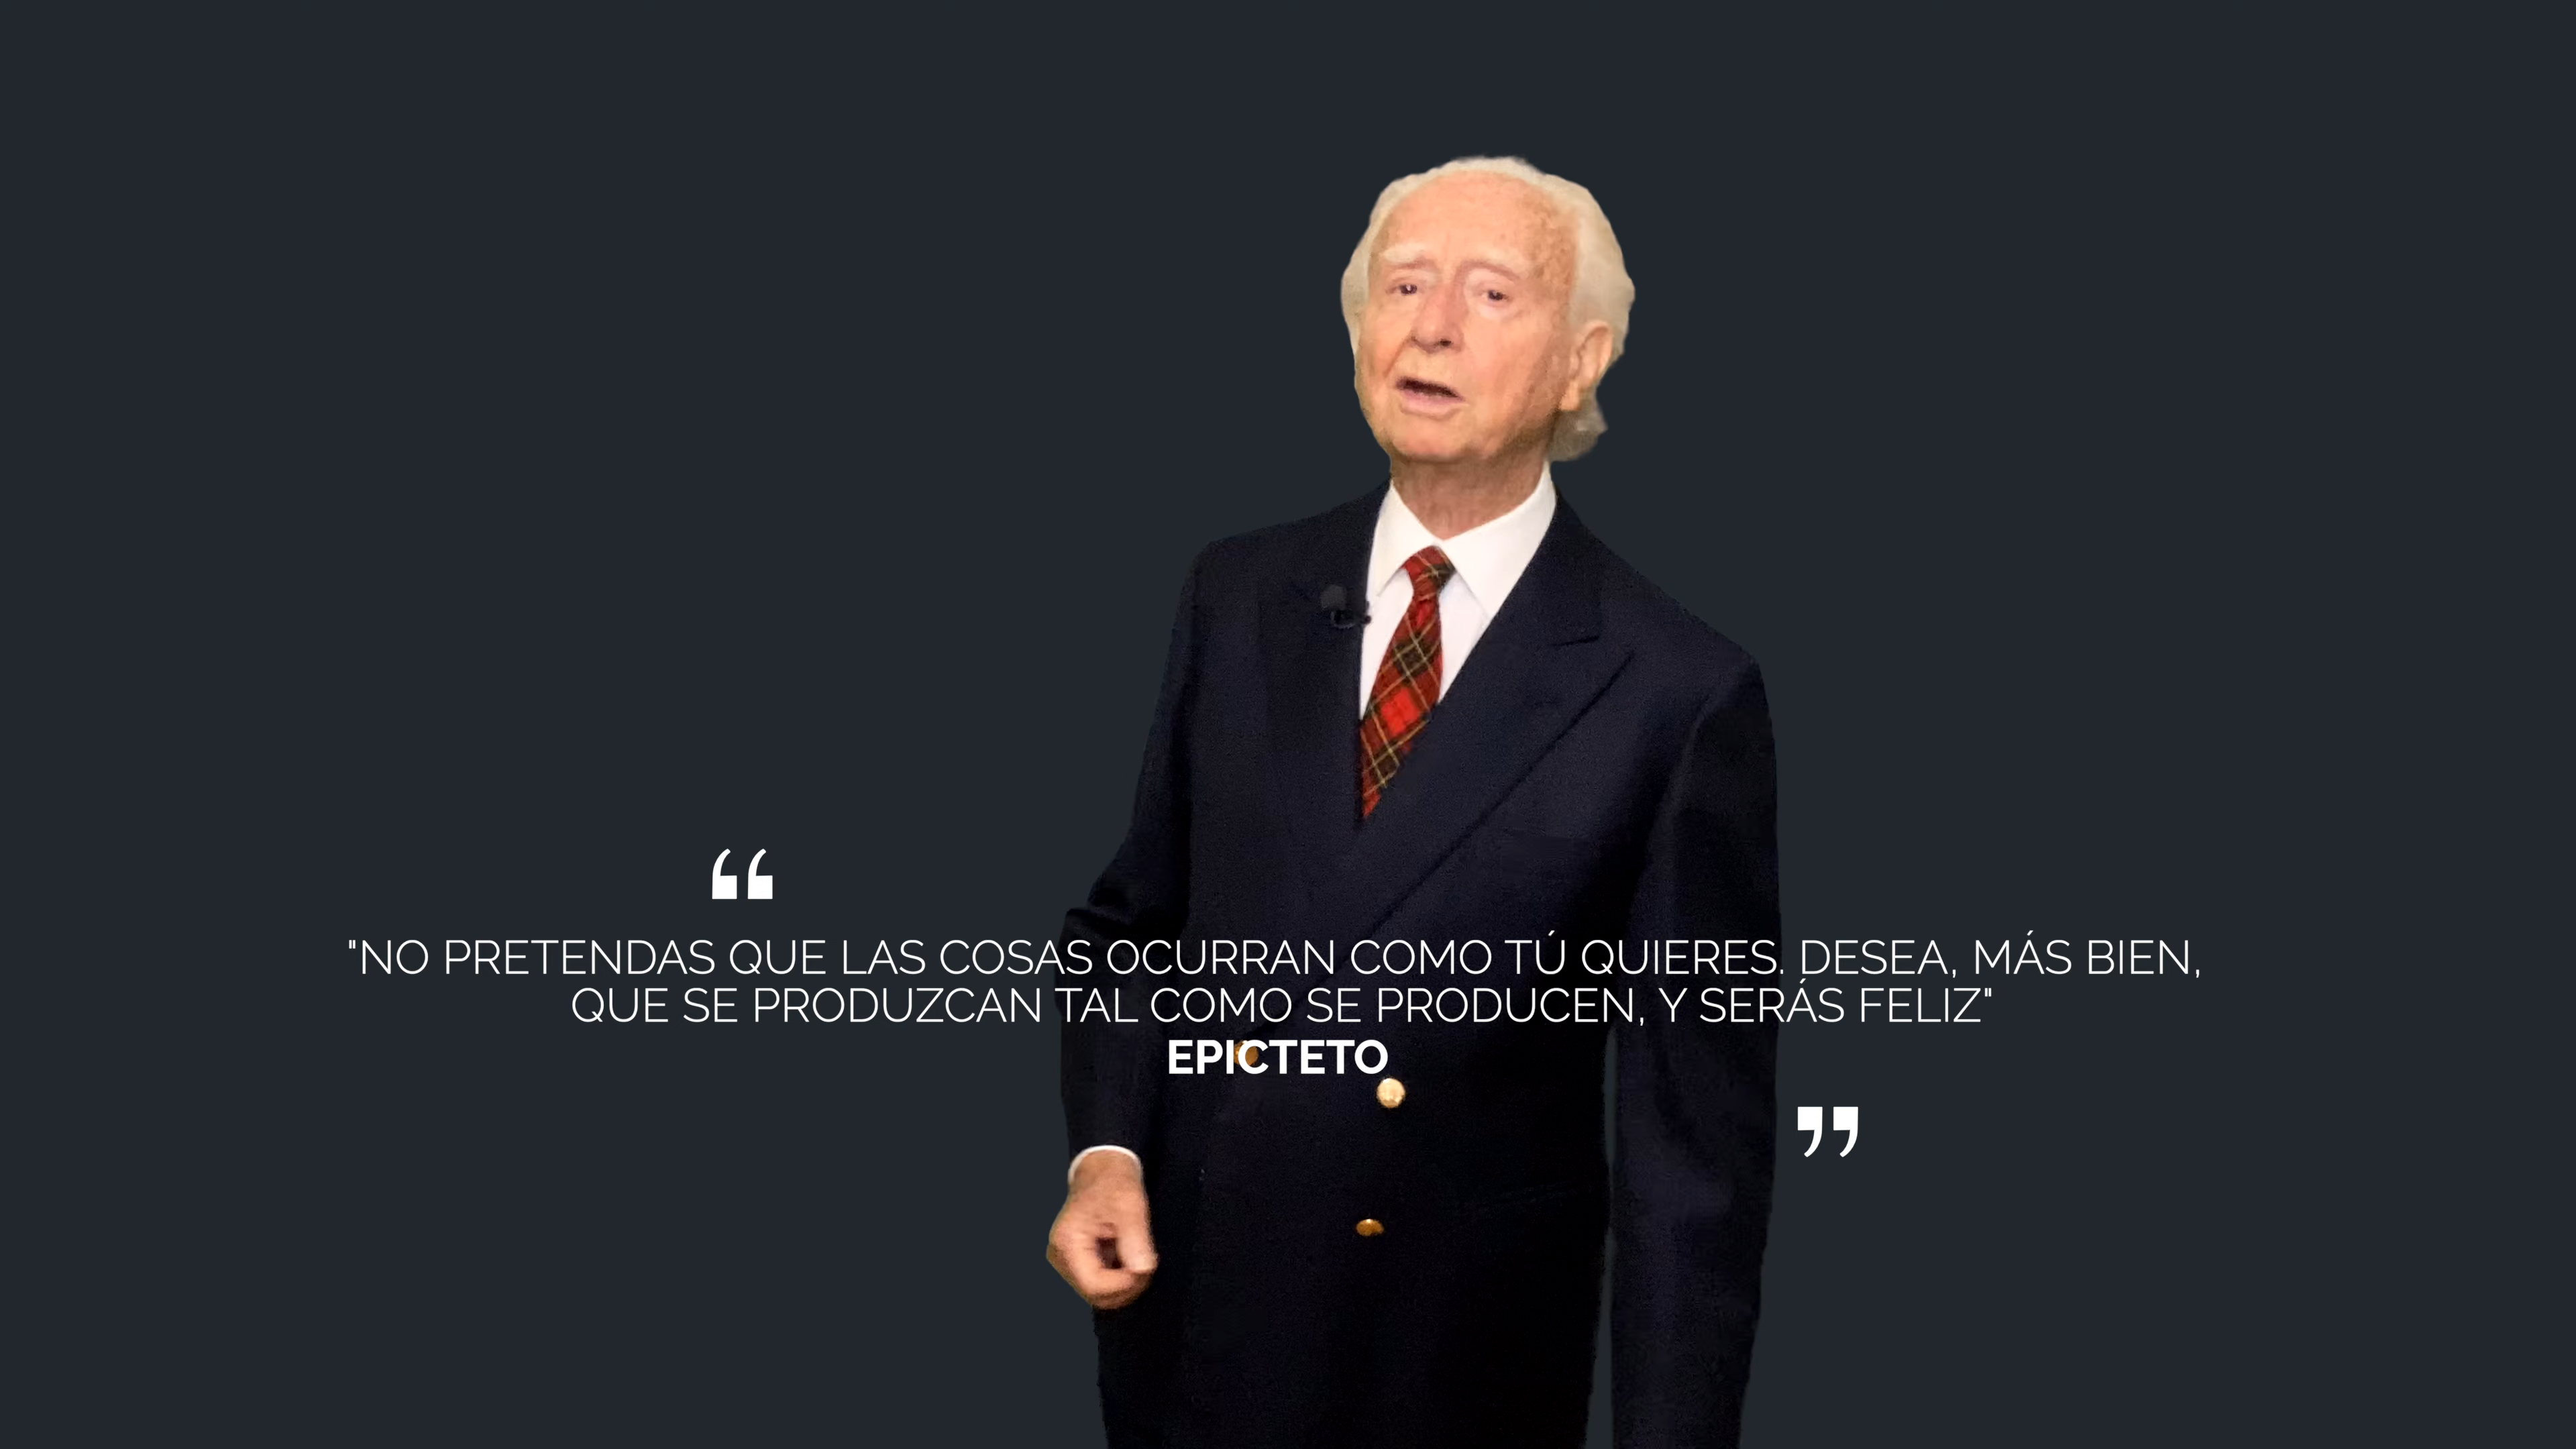 “
"NO PRETENDAS QUE LAS COSAS OCURRAN COMO TÚ QUIERES. DESEA, MÁS BIEN,
QUE SE PRODUZCAN TAL COMO SE PRODUCEN, Y SERÁS FELIZ"
EPICTETO
”